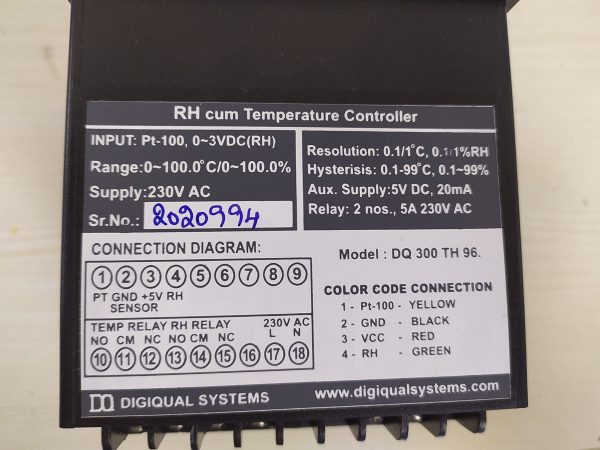 RH cum Temperature Controller
INPUT: Pt-100, 0~3VDC(RH)
Range:0~100.0°C/0~100.0%
Supply:230V AC
Sr.No.: 2020994
Resolution: 0.1/1°C, 0.1/1%RH
Hysterisis: 0.1-99°C, 0.1~99%
Aux. Supply:5V DC, 20mA
Relay: 2 nos., 5A 230V AC
CONNECTION DIAGRAM:
1 2 3 4 5 6 7 8 9
PT GND +5V RH
SENSOR
TEMP RELAY RH RELAY 230V AC
NO CM NC NO CM NC L N
10 11 12 13 14 15 16 17 18
Model : DQ 300 TH 96.
COLOR CODE CONNECTION
1 - Pt-100 - YELLOW
2 - GND - BLACK
3 - VCC - RED
4 - RH - GREEN
DQ DIGIQUAL SYSTEMS
www.digiqualsystems.com